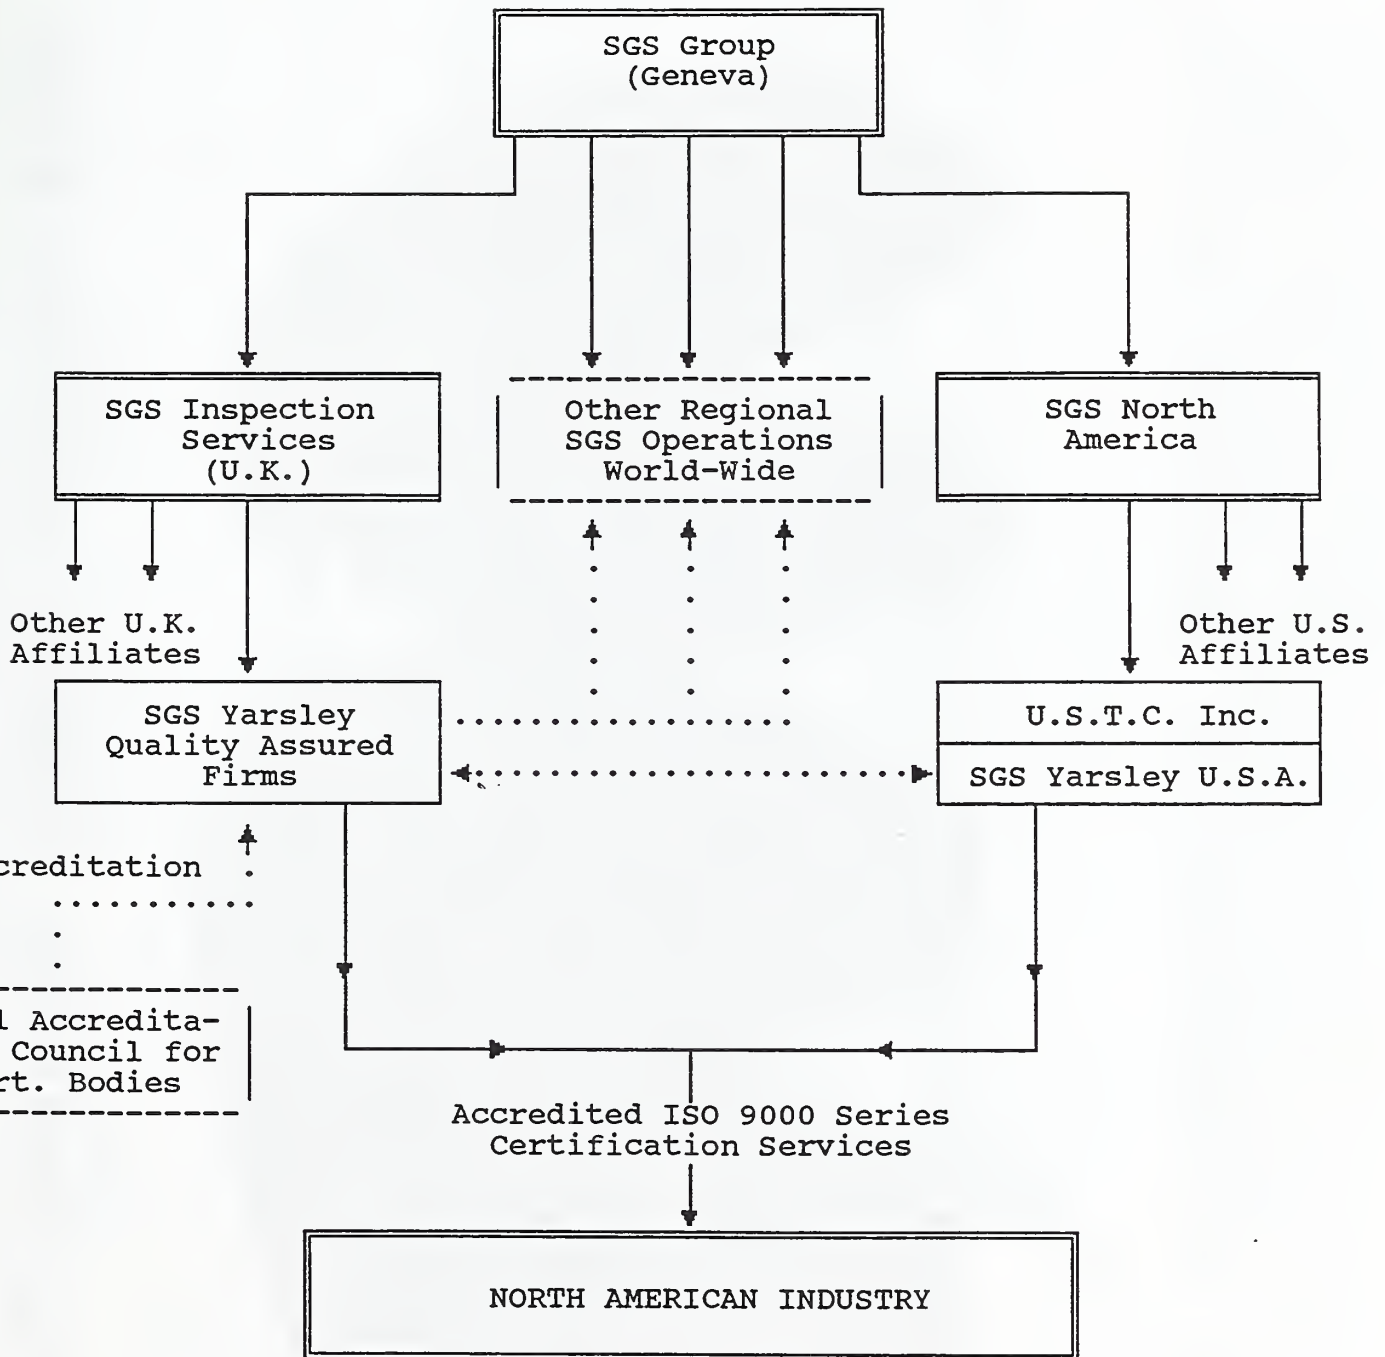 SGS Group
(Geneva)
SGS Inspection
Services
(U.K.)
Other Regional
SGS Operations
World-Wide
SGS North
America
Other U.K.
Affiliates
Other U.S.
Affiliates
SGS Yarsley
Quality Assured
Firms
U.S.T.C. Inc.
SGS Yarsley U.S.A.
creditation
l Accredita-
Council for
rt. Bodies
Accredited ISO 9000 Series
Certification Services
NORTH AMERICAN INDUSTRY